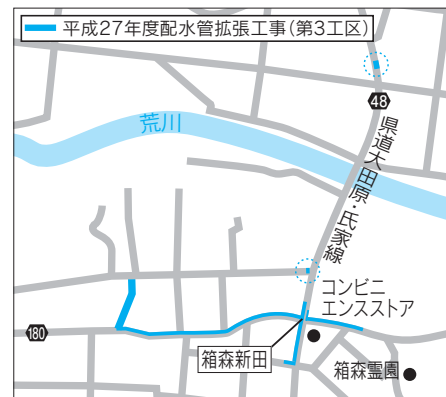 平成27年度配水管拡張工事(第3工区)
48
荒川
県道大田原・氏家線
コンビニ
エンスストア
180
箱森新田
箱森霊園